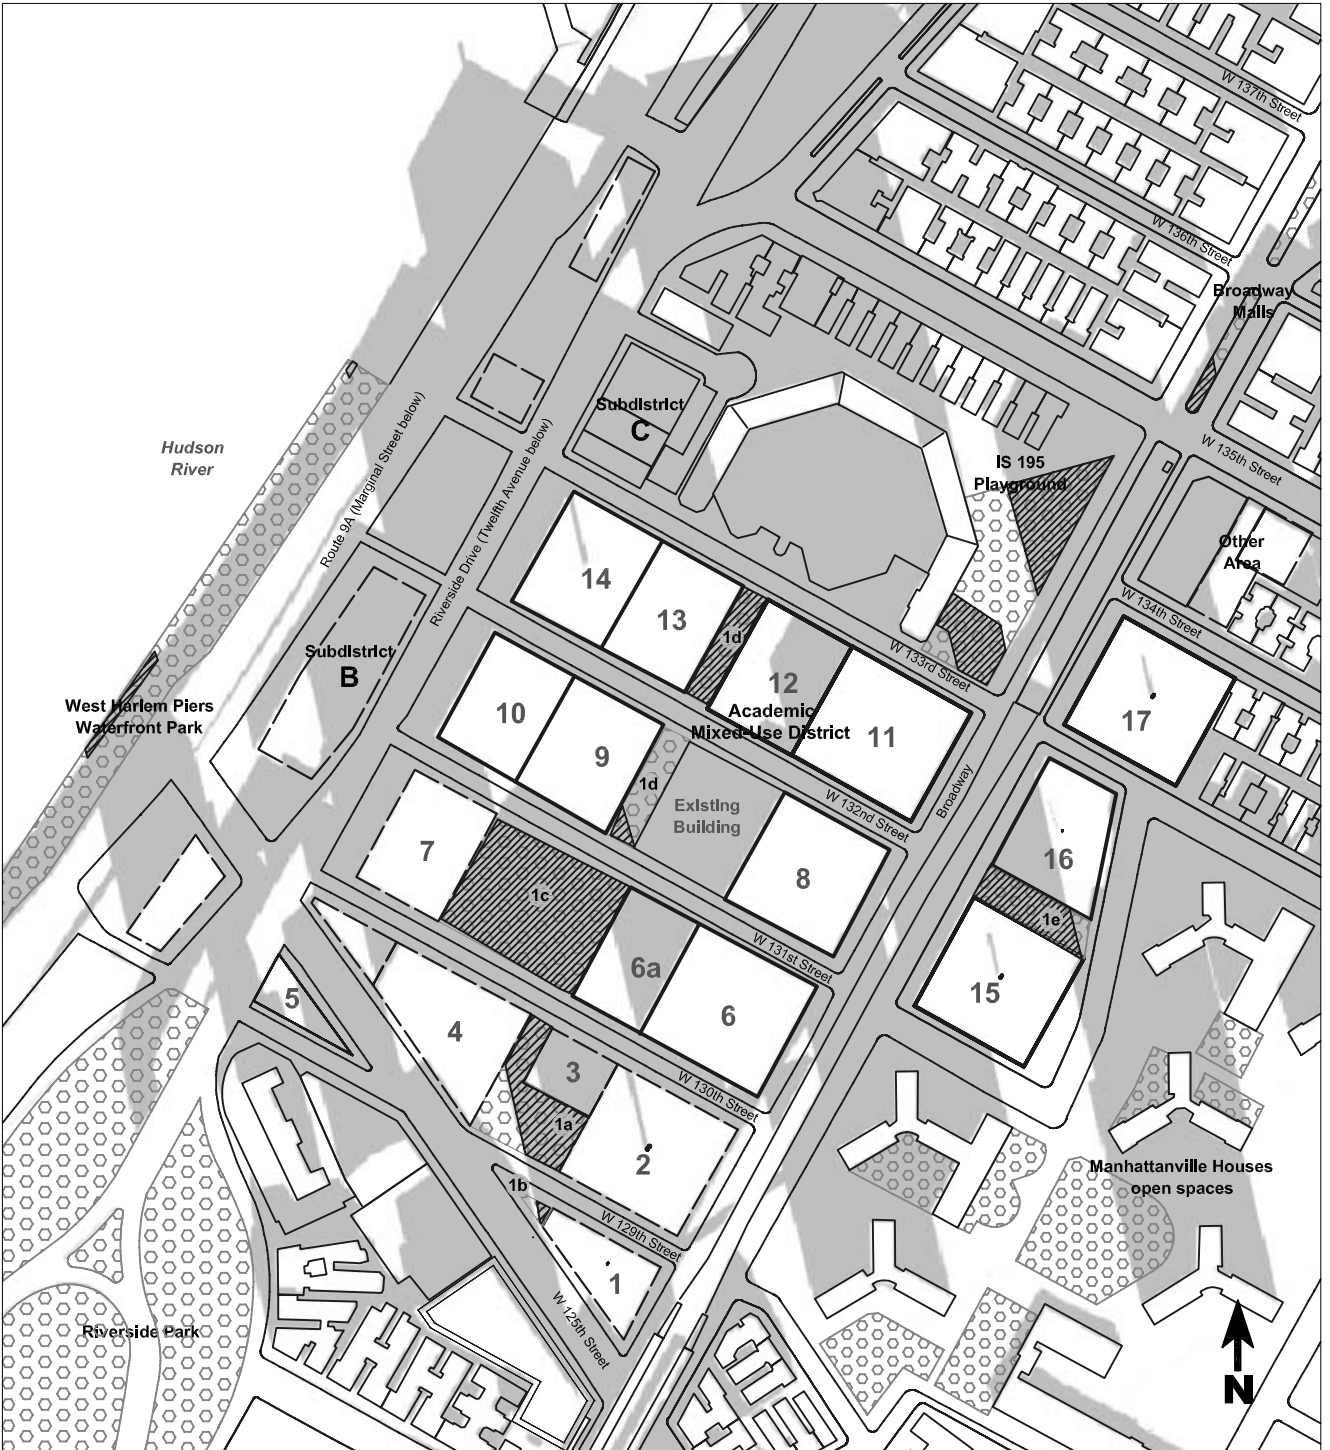 W 137th Street
W 136th Street
Broadway
Malls
Subdistrict
C
Hudson
River
W 135th Street
IS 195
Playground
Route 9A (Marginal Street below)
Riverside Drive (Twelfth Avenue below)
Other
Area
14
13
1d
W 134th Street
W 133rd Street
Subdistrict
B
12
Academic
Mixed-Use District
11
17
West Harlem Piers
Waterfront Park
10
9
1d
Existing
Building
W 132nd Street
Broadway
7
1c
8
16
1e
W 131st Street
6a
6
15
5
4
3
W 130th Street
1a
2
Manhattanville Houses
open spaces
1b
W 129th Street
1
W 125th Street
Riverside Park
N